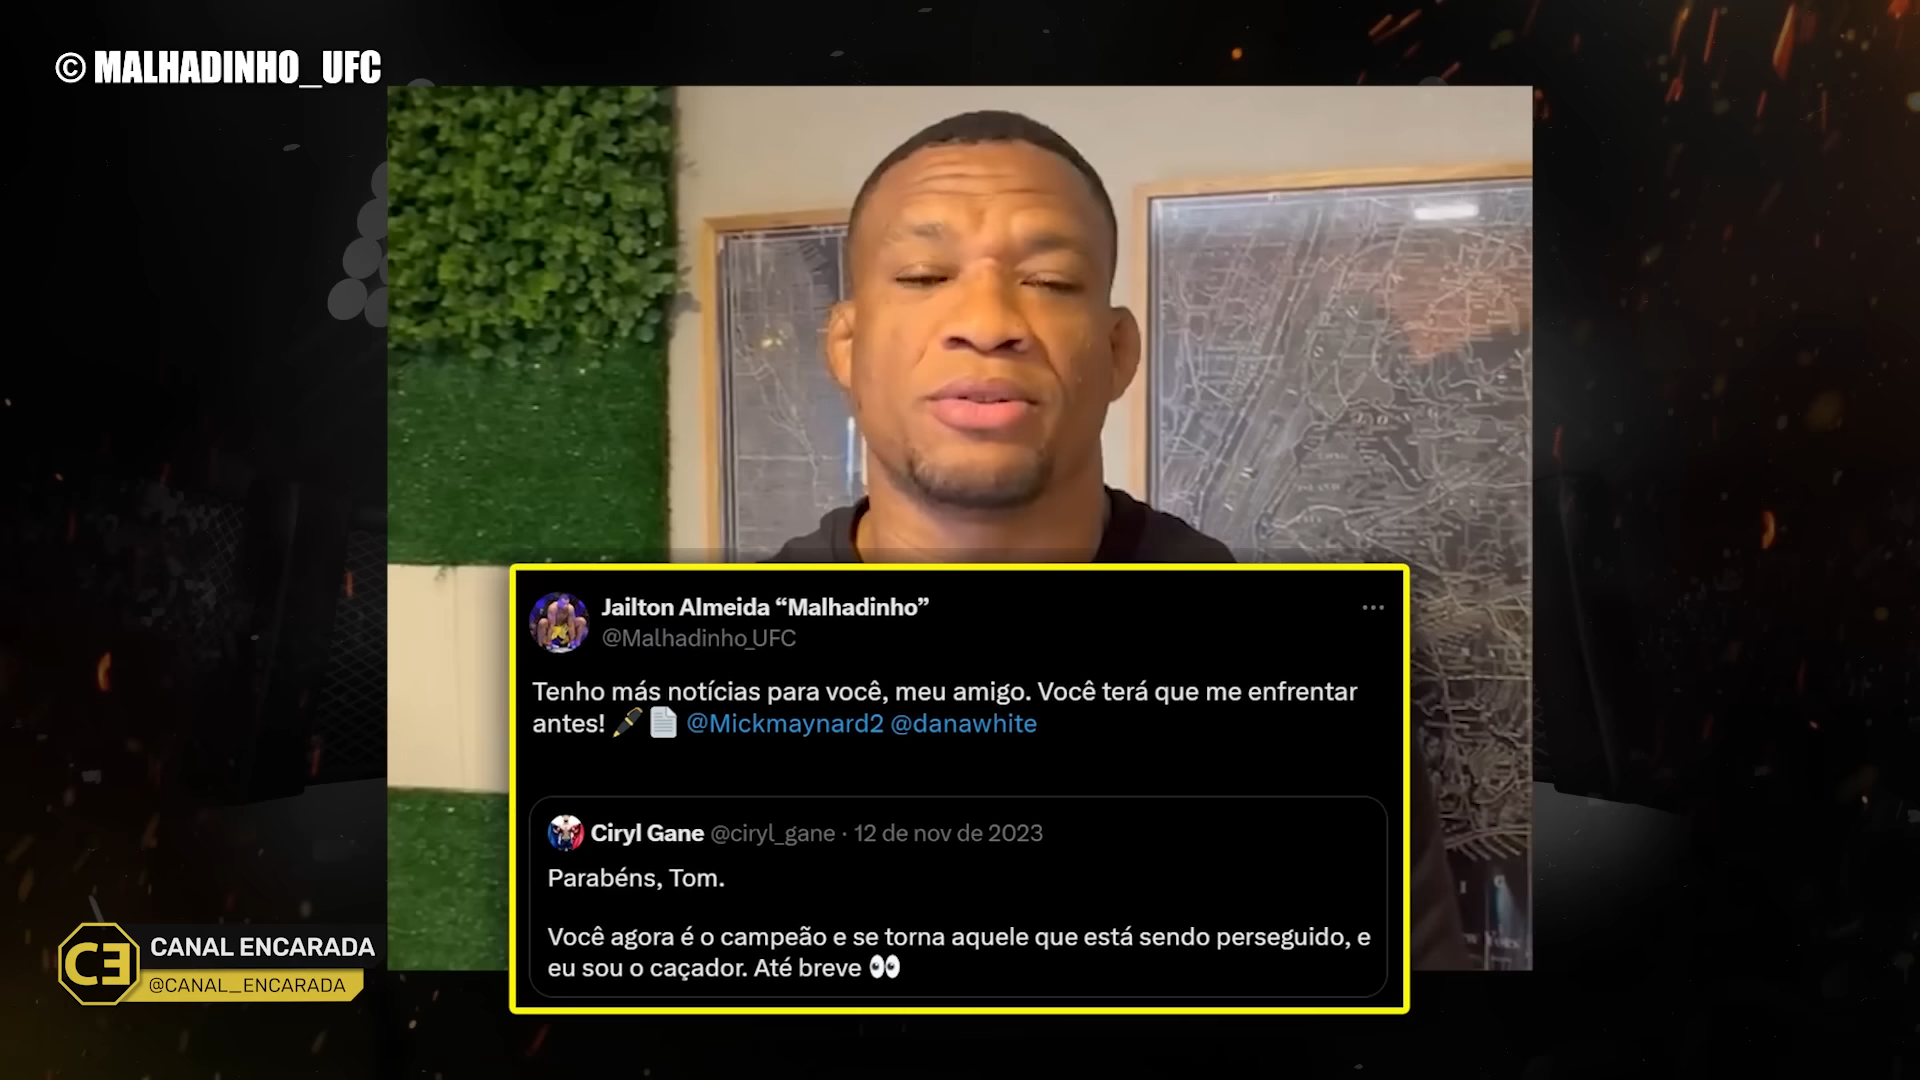 © MALHADINHO_UFC
Jailton Almeida “Malhadinho”
@Malhadinho_UFC
Tenho más notícias para você, meu amigo. Você terá que me enfrentar
antes! @Mickmaynard2 @danawhite
Ciryl Gane @ciryl_gane · 12 de nov de 2023
Parabéns, Tom.
Você agora é o campeão e se torna aquele que está sendo perseguido, e
eu sou o caçador. Até breve 👀
CE
CANAL ENCARADA
@CANAL_ENCARADA